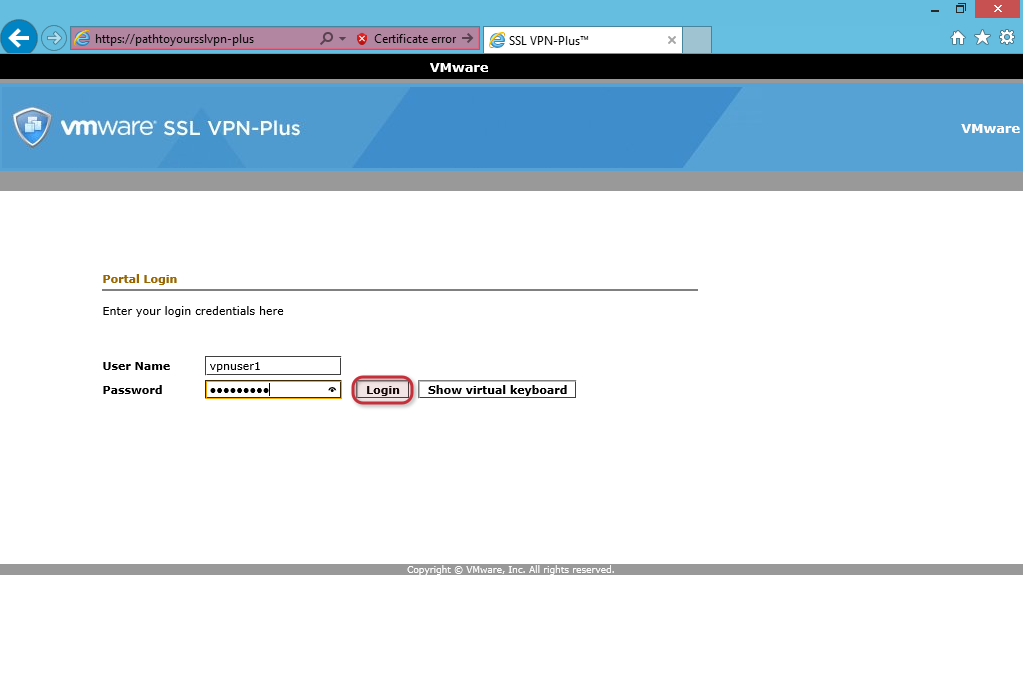 https://pathtoyoursslvpn-plus
Certificate error
SSL VPN-Plus™
VMware
vmware® SSL VPN-Plus
VMware
Portal Login
Enter your login credentials here
User Name
vpnuser1
Password
●●●●●●●●●
Login
Show virtual keyboard
Copyright © VMware, Inc. All rights reserved.